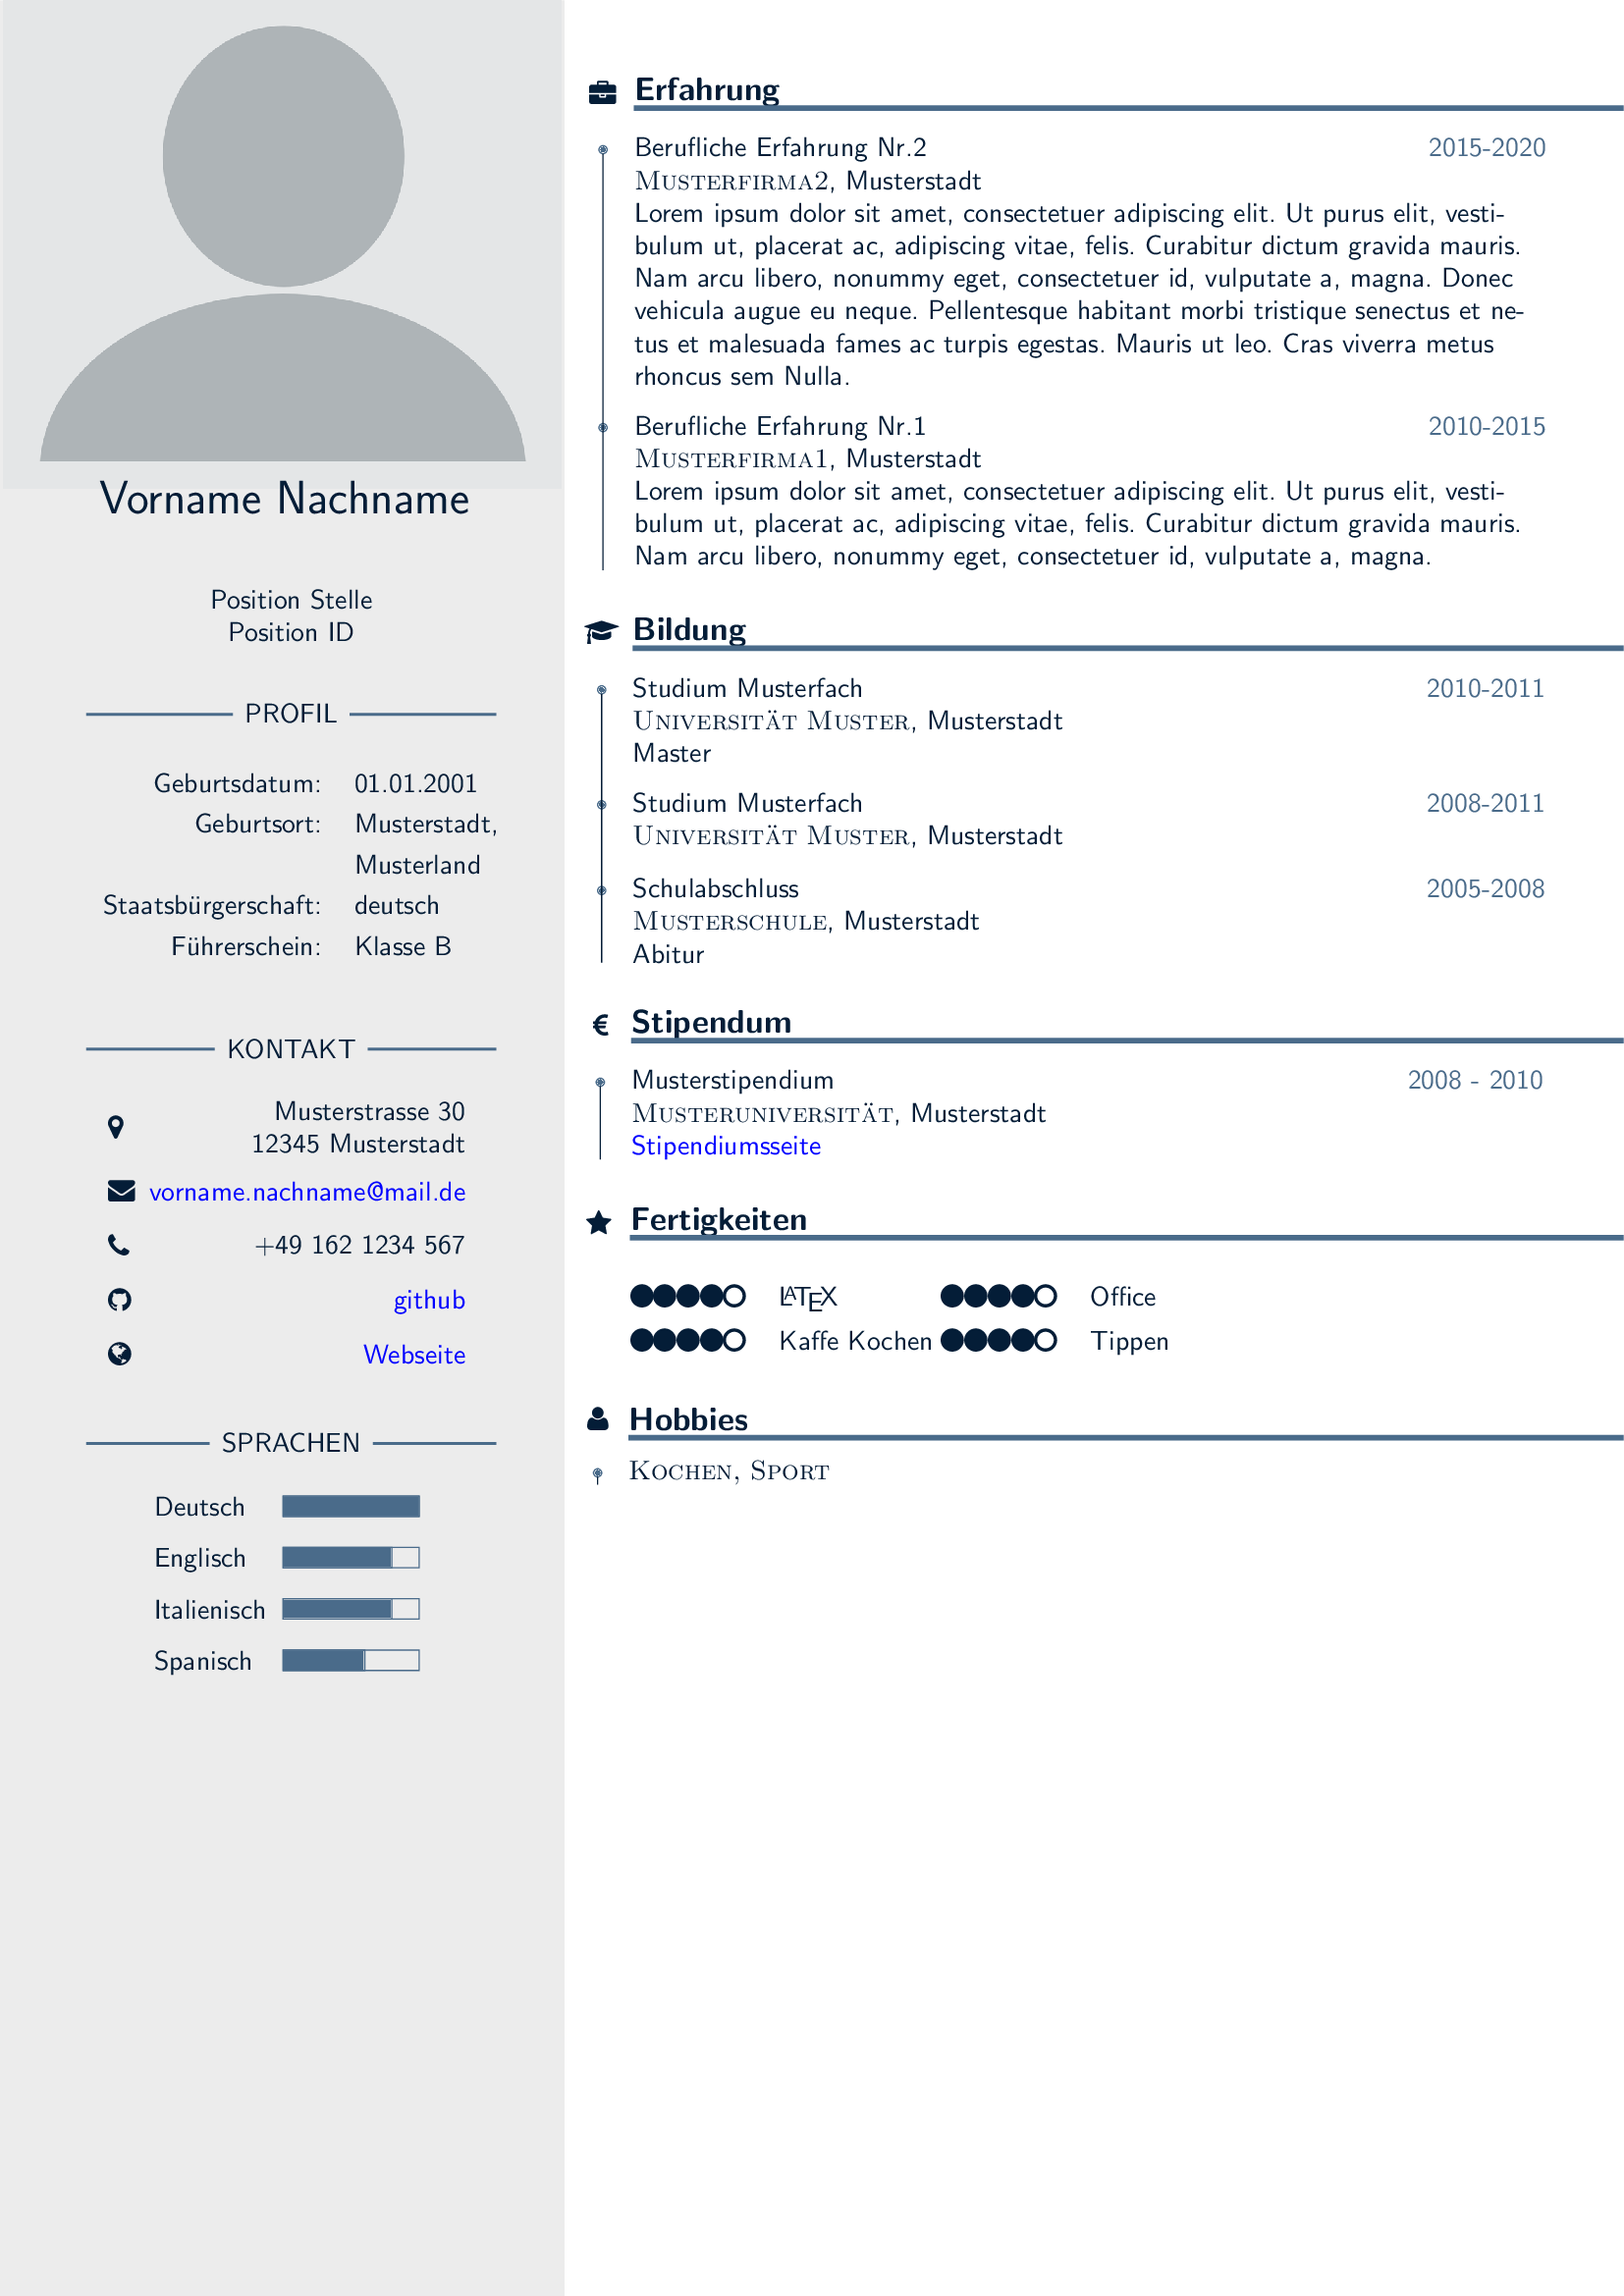 Vorname Nachname
Position Stelle
Position ID
PROFIL
Geburtsdatum: 01.01.2001
Geburtsort: Musterstadt,
Musterland
Staatsbürgerschaft: deutsch
Führerschein: Klasse B
KONTAKT
Musterstrasse 30
12345 Musterstadt
vorname.nachname@mail.de
+49 162 1234 567
github
Webseite
SPRACHEN
Deutsch
Englisch
Italienisch
Spanisch
Erfahrung
Berufliche Erfahrung Nr.2 2015-2020
Musterfirma2, Musterstadt
Lorem ipsum dolor sit amet, consectetuer adipiscing elit. Ut purus elit, vesti-
bulum ut, placerat ac, adipiscing vitae, felis. Curabitur dictum gravida mauris.
Nam arcu libero, nonummy eget, consectetuer id, vulputate a, magna. Donec
vehicula augue eu neque. Pellentesque habitant morbi tristique senectus et ne-
tus et malesuada fames ac turpis egestas. Mauris ut leo. Cras viverra metus
rhoncus sem Nulla.
Berufliche Erfahrung Nr.1 2010-2015
Musterfirma1, Musterstadt
Lorem ipsum dolor sit amet, consectetuer adipiscing elit. Ut purus elit, vesti-
bulum ut, placerat ac, adipiscing vitae, felis. Curabitur dictum gravida mauris.
Nam arcu libero, nonummy eget, consectetuer id, vulputate a, magna.
Bildung
Studium Musterfach 2010-2011
Universität Muster, Musterstadt
Master
Studium Musterfach 2008-2011
Universität Muster, Musterstadt
Schulabschluss 2005-2008
Musterschule, Musterstadt
Abitur
€ Stipendum
Musterstipendium 2008 - 2010
Musteruniversität, Musterstadt
Stipendiumsseite
Fertigkeiten
LATEX Office
Kaffe Kochen Tippen
Hobbies
Kochen, Sport